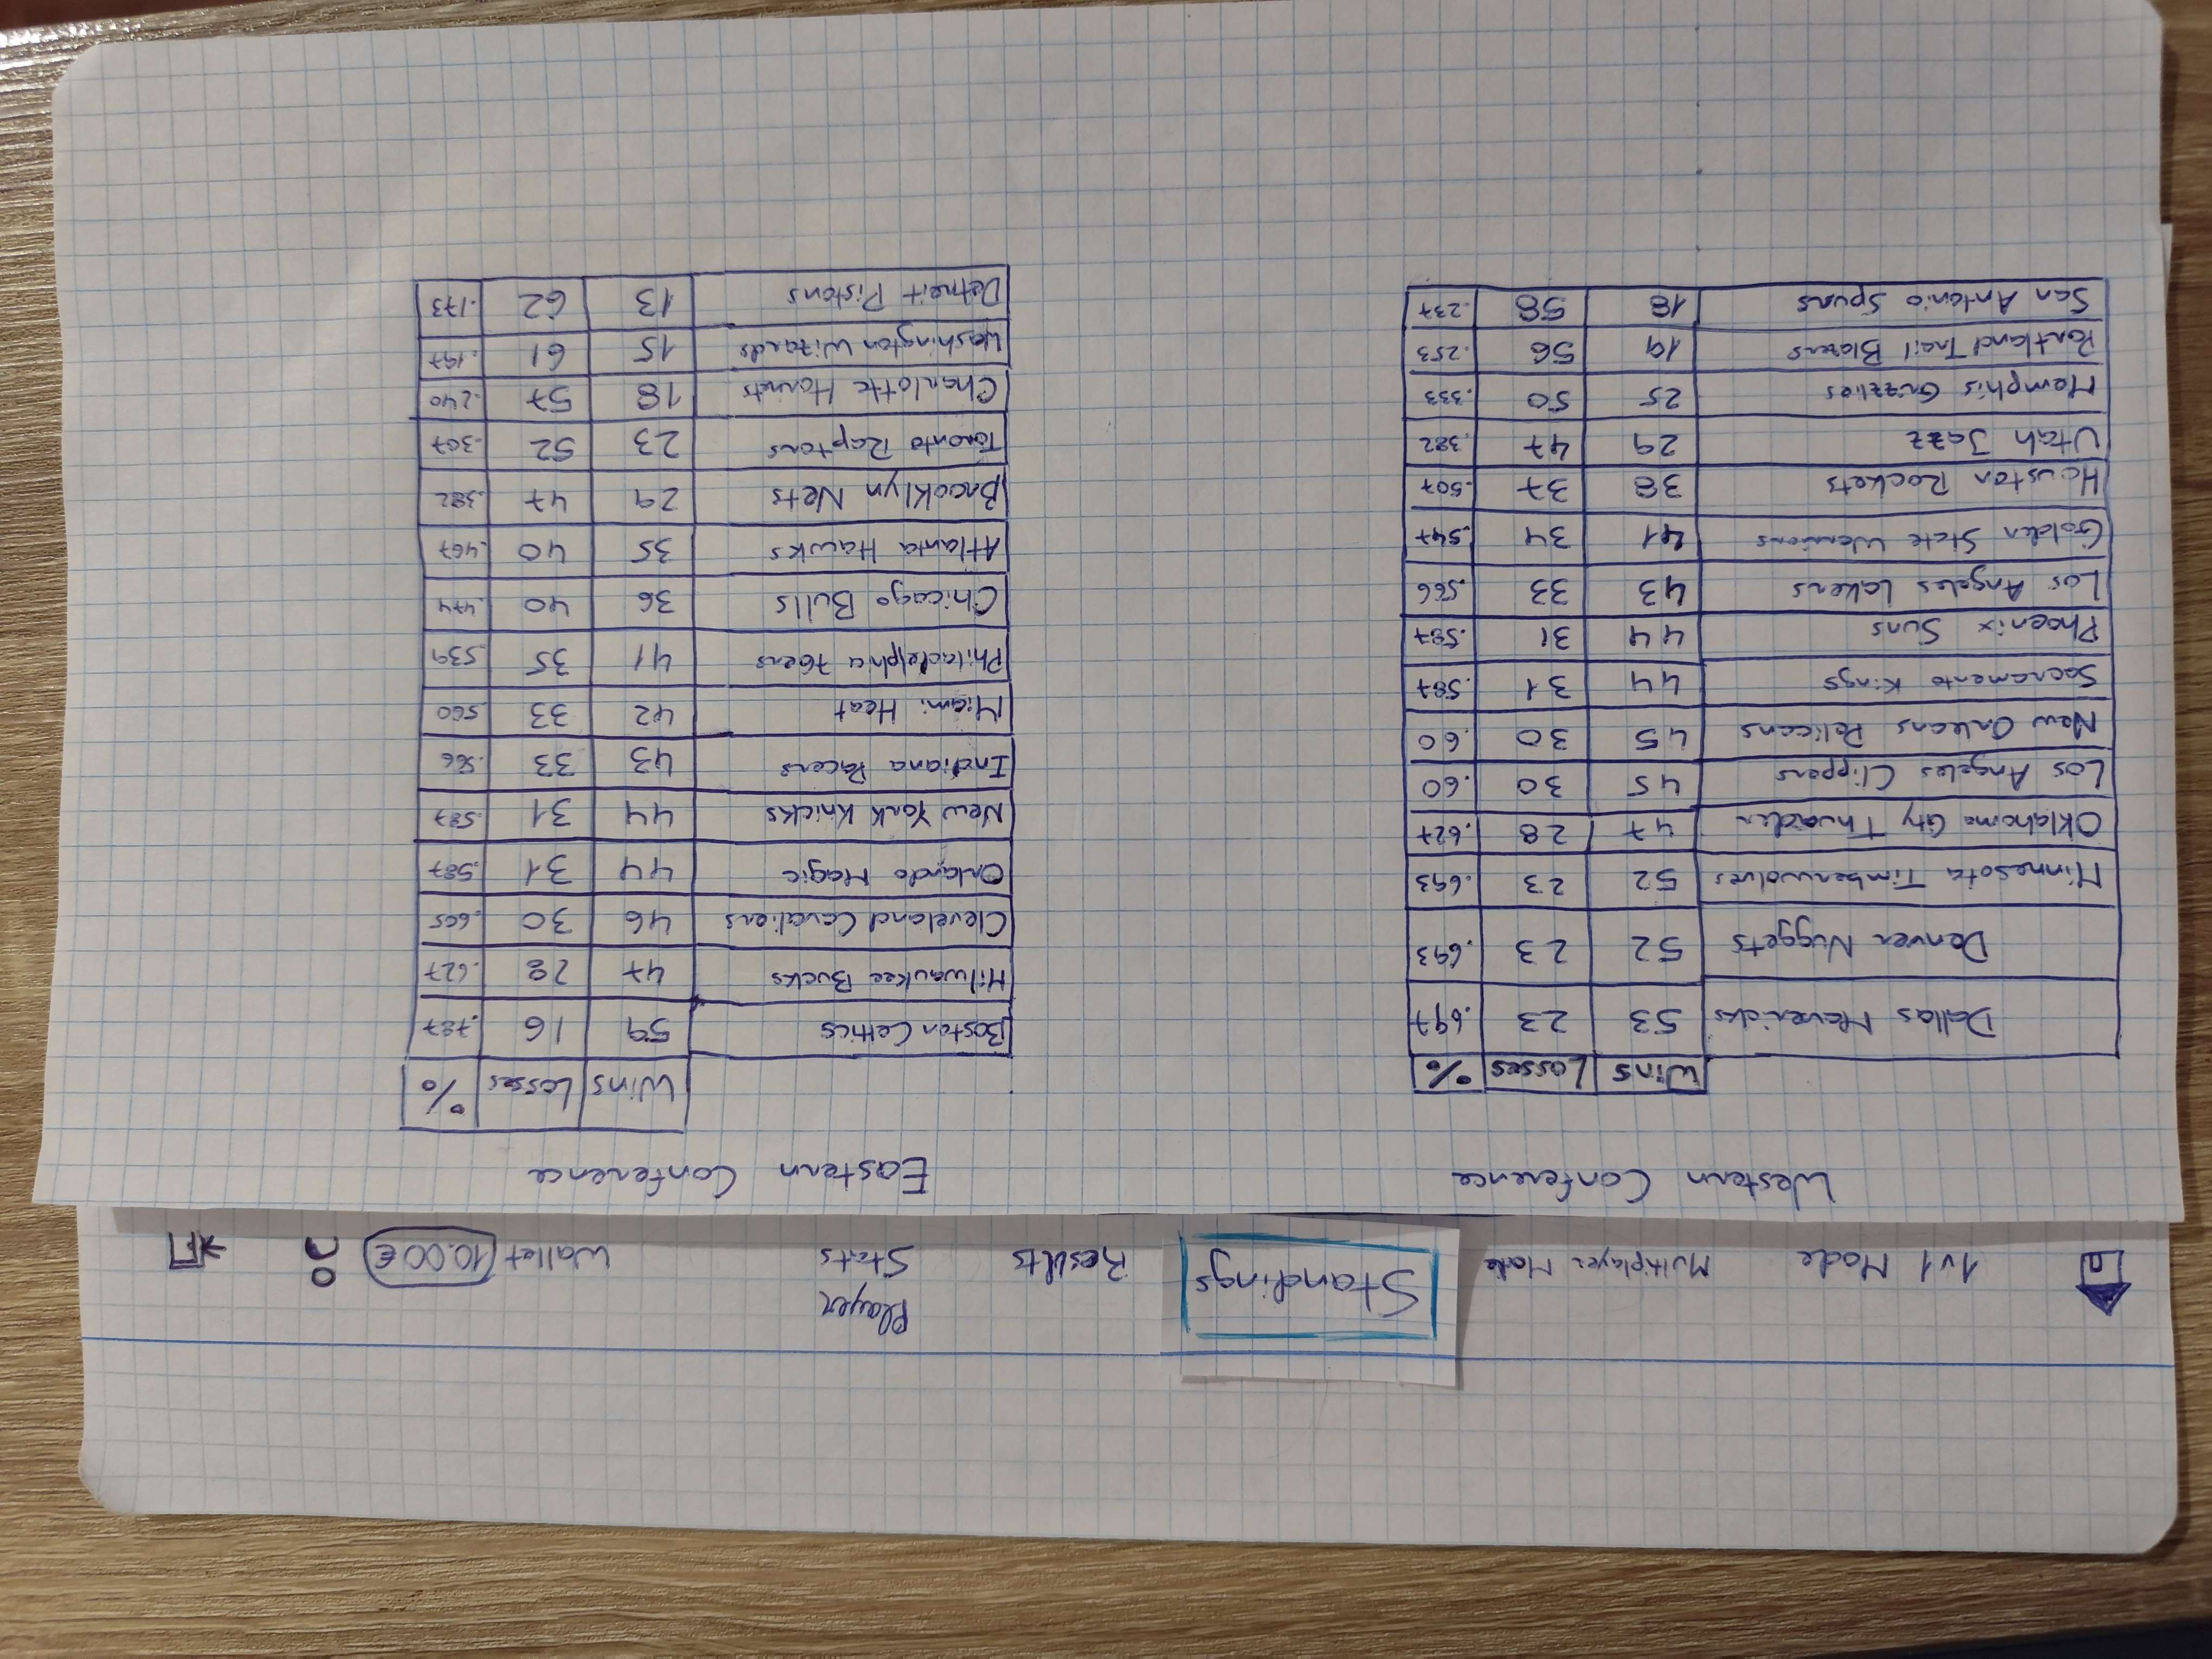 1v1 Mode Multiplayer Mode Standings Results Player Stats Wallet 10.00€
Western Conference
Wins Losses %
Dallas Mavericks 53 23 .697
Denver Nuggets 52 23 .693
Minnesota Timberwolves 52 23 .693
Oklahoma City Thunder 47 28 .627
Los Angeles Clippers 45 30 .60
New Orleans Pelicans 45 30 .60
Sacramento Kings 44 31 .587
Phoenix Suns 44 31 .587
Los Angeles Lakers 43 33 .566
Golden State Warriors 41 34 .547
Houston Rockets 38 37 .507
Utah Jazz 29 47 .382
Memphis Grizzlies 25 50 .333
Portland Trail Blazers 19 56 .253
San Antonio Spurs 18 58 .237
Eastern Conference
Wins Losses %
Boston Celtics 59 16 .787
Milwaukee Bucks 47 28 .627
Cleveland Cavaliers 46 30 .605
Orlando Magic 44 31 .587
New York Knicks 44 31 .587
Indiana Pacers 43 33 .566
Miami Heat 42 33 .560
Philadelphia 76ers 41 35 .539
Chicago Bulls 36 40 .474
Atlanta Hawks 35 40 .467
Brooklyn Nets 29 47 .382
Toronto Raptors 23 52 .307
Charlotte Hornets 18 57 .240
Washington Wizards 15 61 .197
Detroit Pistons 13 62 .173